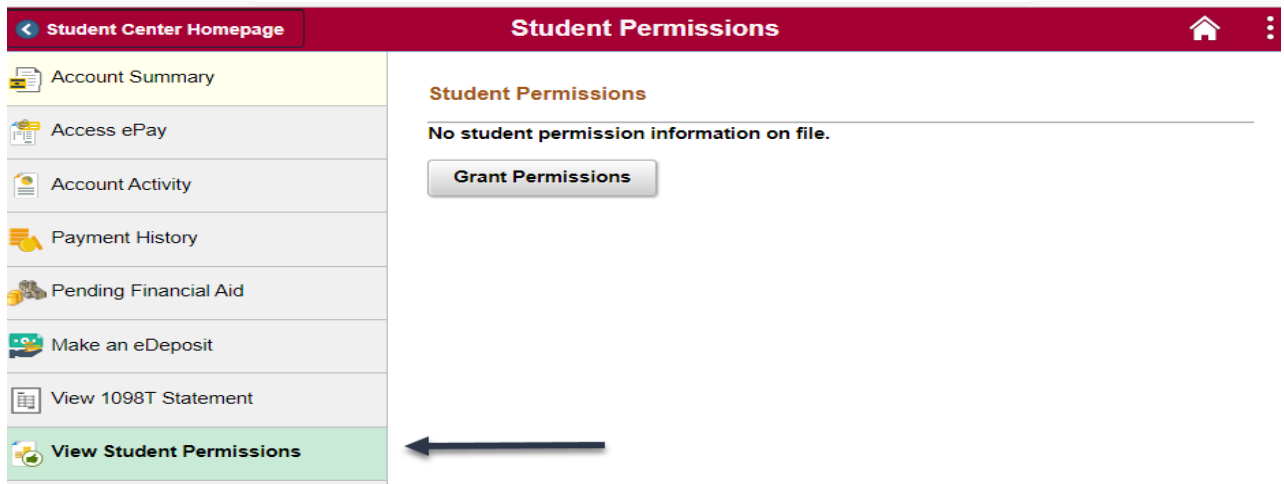 Student Center Homepage
Student Permissions
Account Summary
Access ePay
Account Activity
Payment History
Pending Financial Aid
Make an eDeposit
View 1098T Statement
View Student Permissions
Student Permissions
No student permission information on file.
Grant Permissions